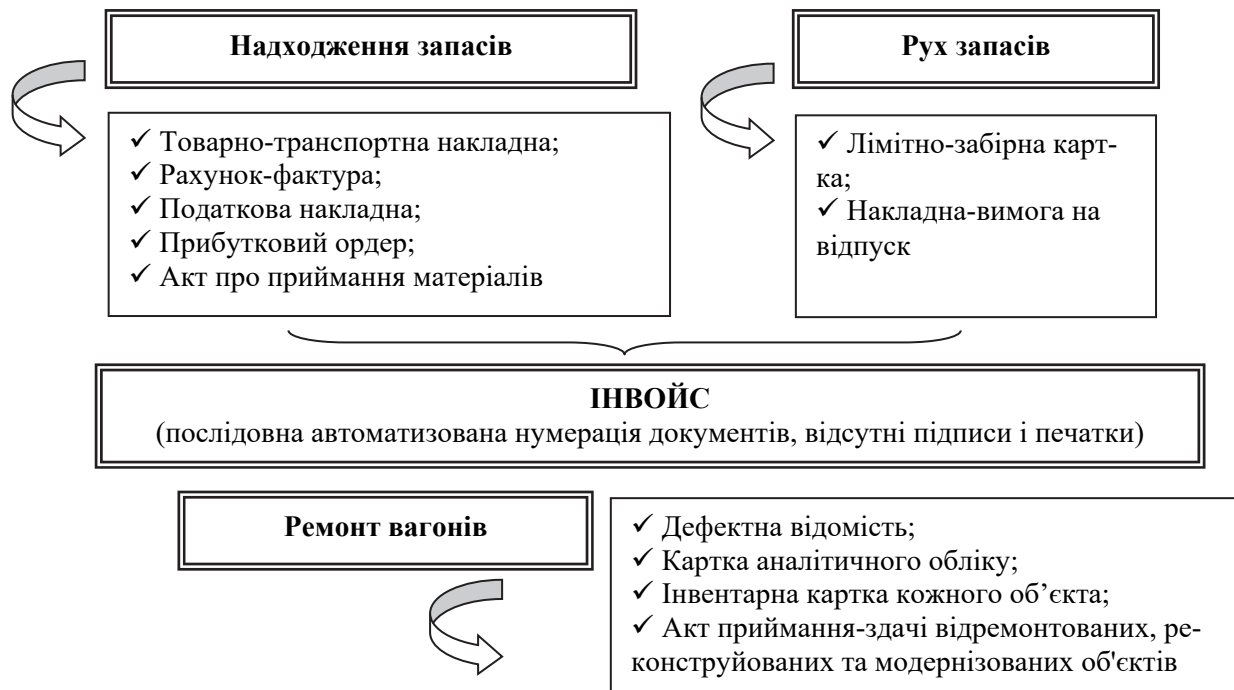 Надходження запасів
✓ Товарно-транспортна накладна;
✓ Рахунок-фактура;
✓ Податкова накладна;
✓ Прибутковий ордер;
✓ Акт про приймання матеріалів
Рух запасів
✓ Лімітно-забірна карт-
ка;
✓ Накладна-вимога на
відпуск
ІНВОЙС
(послідовна автоматизована нумерація документів, відсутні підписи і печатки)
Ремонт вагонів
✓ Дефектна відомість;
✓ Картка аналітичного обліку;
✓ Інвентарна картка кожного об’єкта;
✓ Акт приймання-здачі відремонтованих, ре-
конструйованих та модернізованих об'єктів